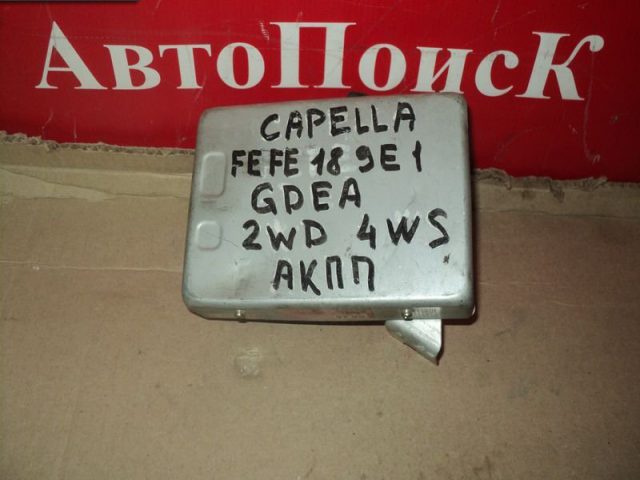 АвтоПоисК
CAPELLA
FEFE 18 9E1
GDEA
2WD 4WS
АКПП